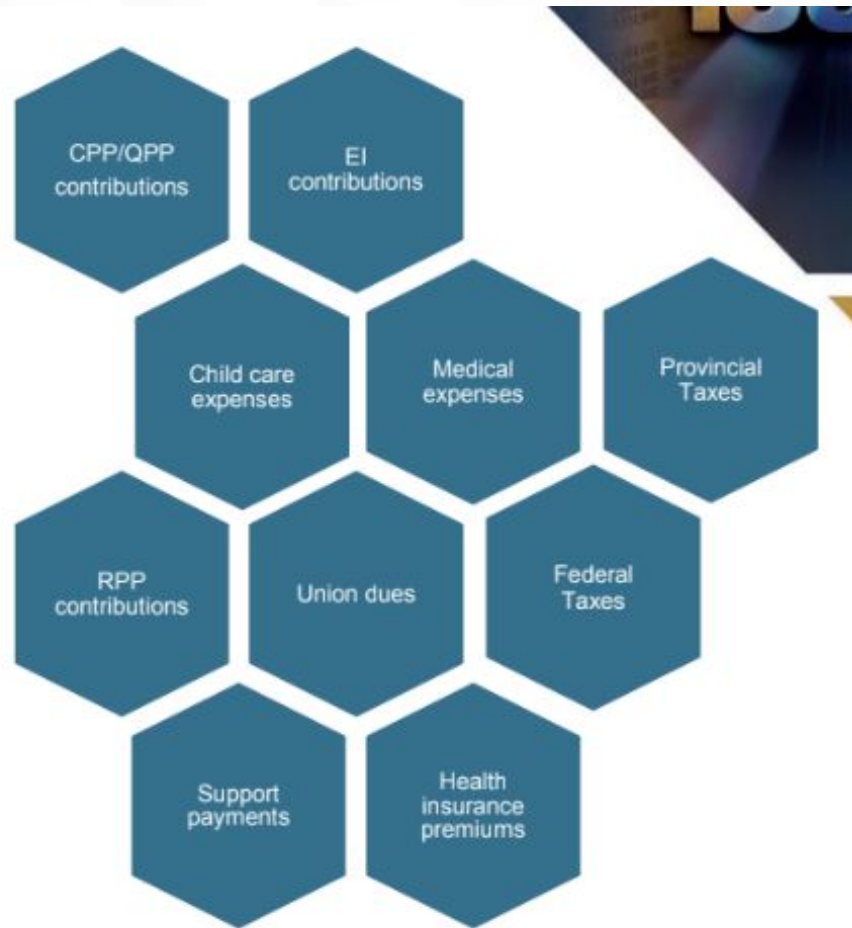 CPP/QPP
contributions
EI
contributions
Child care
expenses
Medical
expenses
Provincial
Taxes
RPP
contributions
Union dues
Federal
Taxes
Support
payments
Health
insurance
premiums